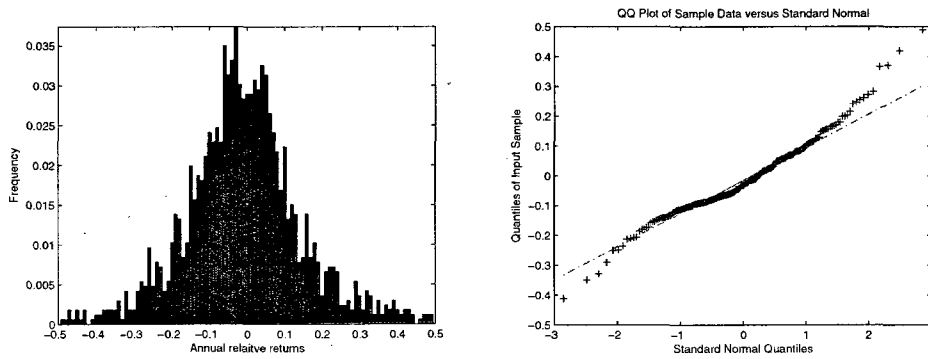 0.035
0.03
0.025
0.02
0.015
0.01
0.005
0
Frequency
−0.5 −0.4 −0.3 −0.2 −0.1 0 0.1 0.2 0.3 0.4 0.5
Annual relaitve returns
QQ Plot of Sample Data versus Standard Normal
0.5
0.4
0.3
0.2
0.1
0
−0.1
−0.2
−0.3
−0.4
−0.5
Quantiles of Input Sample
−3 −2 −1 0 1 2 3
Standard Normal Quantiles